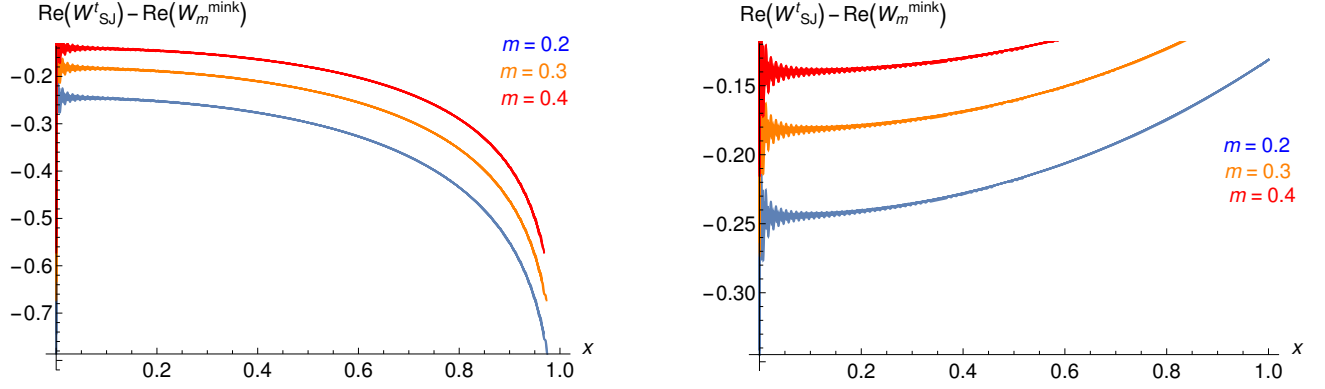 Re(W^t_SJ) – Re(W_m^mink)
m = 0.2
m = 0.3
m = 0.4
−0.2
−0.3
−0.4
−0.5
−0.6
−0.7
0.2 0.4 0.6 0.8 1.0 x
Re(W^t_SJ) – Re(W_m^mink)
−0.15
−0.20
−0.25
−0.30
m = 0.2
m = 0.3
m = 0.4
0.2 0.4 0.6 0.8 1.0 x